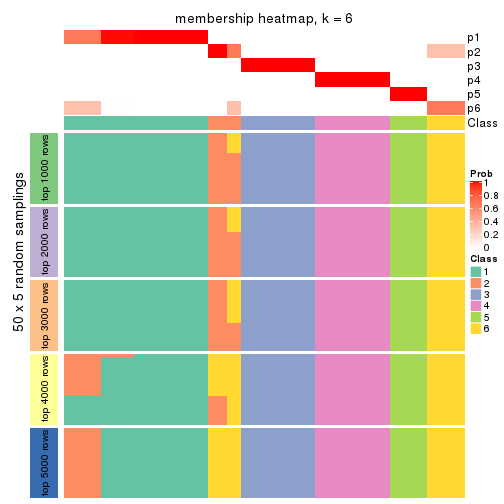 membership heatmap, k = 6
p1
p2
p3
p4
p5
p6
Class
50 x 5 random samplings
top 1000 rows
top 2000 rows
top 3000 rows
top 4000 rows
top 5000 rows
Prob
1
0.8
0.6
0.4
0.2
0
Class
1
2
3
4
5
6